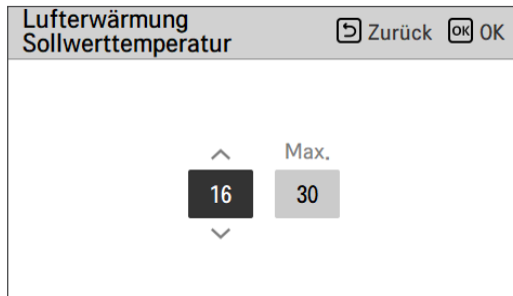 Lufterwärmung
Sollwerttemperatur
Zurück OK OK
Max.
16 30